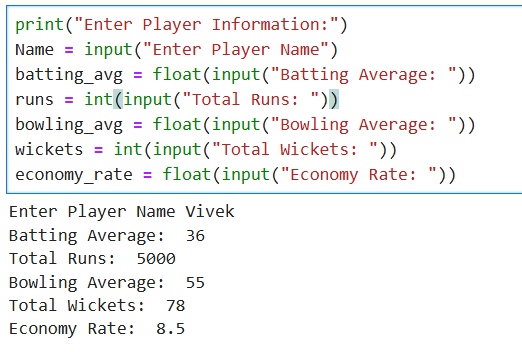 print("Enter Player Information:")
Name = input("Enter Player Name")
batting_avg = float(input("Batting Average: "))
runs = int(input("Total Runs: "))
bowling_avg = float(input("Bowling Average: "))
wickets = int(input("Total Wickets: "))
economy_rate = float(input("Economy Rate: "))
Enter Player Name Vivek
Batting Average:  36
Total Runs:  5000
Bowling Average:  55
Total Wickets:  78
Economy Rate:  8.5